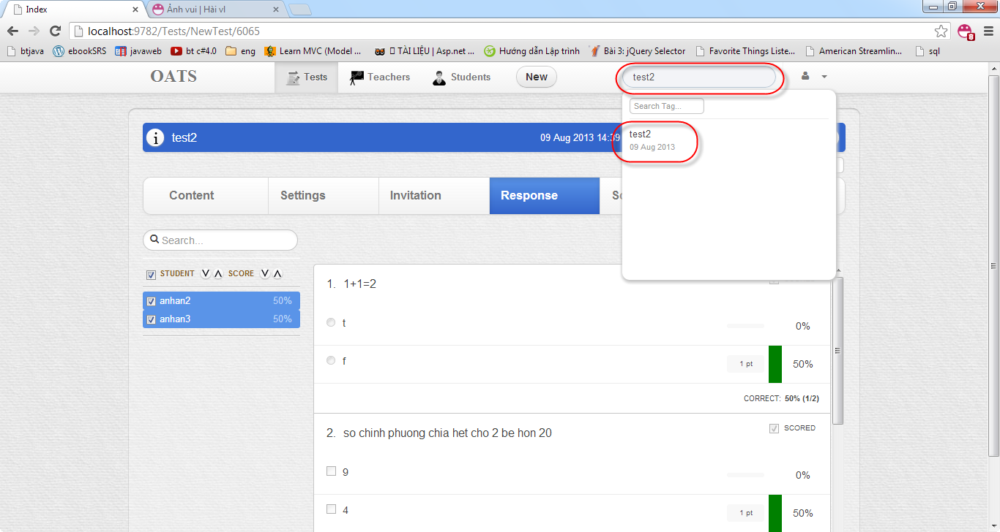 Index
Ảnh vui | Hài vl
localhost:9782/Tests/NewTest/6065
8
btjava ebookSRS javaweb bt c#4.0 eng Learn MVC (Model ... TÀI LIỆU | Asp.net ... Hướng dẫn Lập trình Bài 3: jQuery Selector Favorite Things Liste... American Streamlin... sql
OATS Tests Teachers Students New test2
Search Tag...
test2
09 Aug 2013
i test2 09 Aug 2013 14:39
Content Settings Invitation Response
Search...
STUDENT SCORE
anhan2 50%
anhan3 50%
1. 1+1=2
t 0%
f 1 pt 50%
CORRECT: 50% (1/2)
2. so chinh phuong chia het cho 2 be hon 20 SCORED
9 0%
4 1 pt 50%